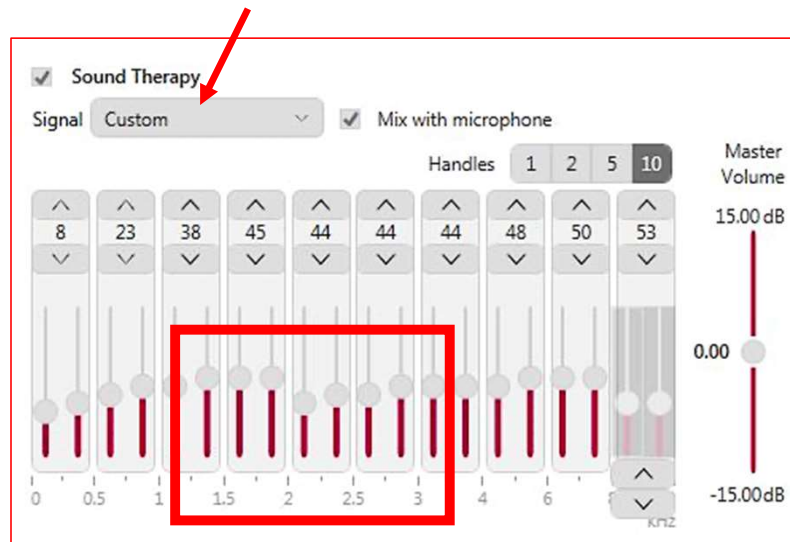 Sound Therapy
Signal Custom Mix with microphone
Handles 1 2 5 10
Master Volume
8 23 38 45 44 44 44 48 50 53
15.00 dB
0.00
-15.00dB
0 0.5 1 1.5 2 2.5 3 4 6
KHz